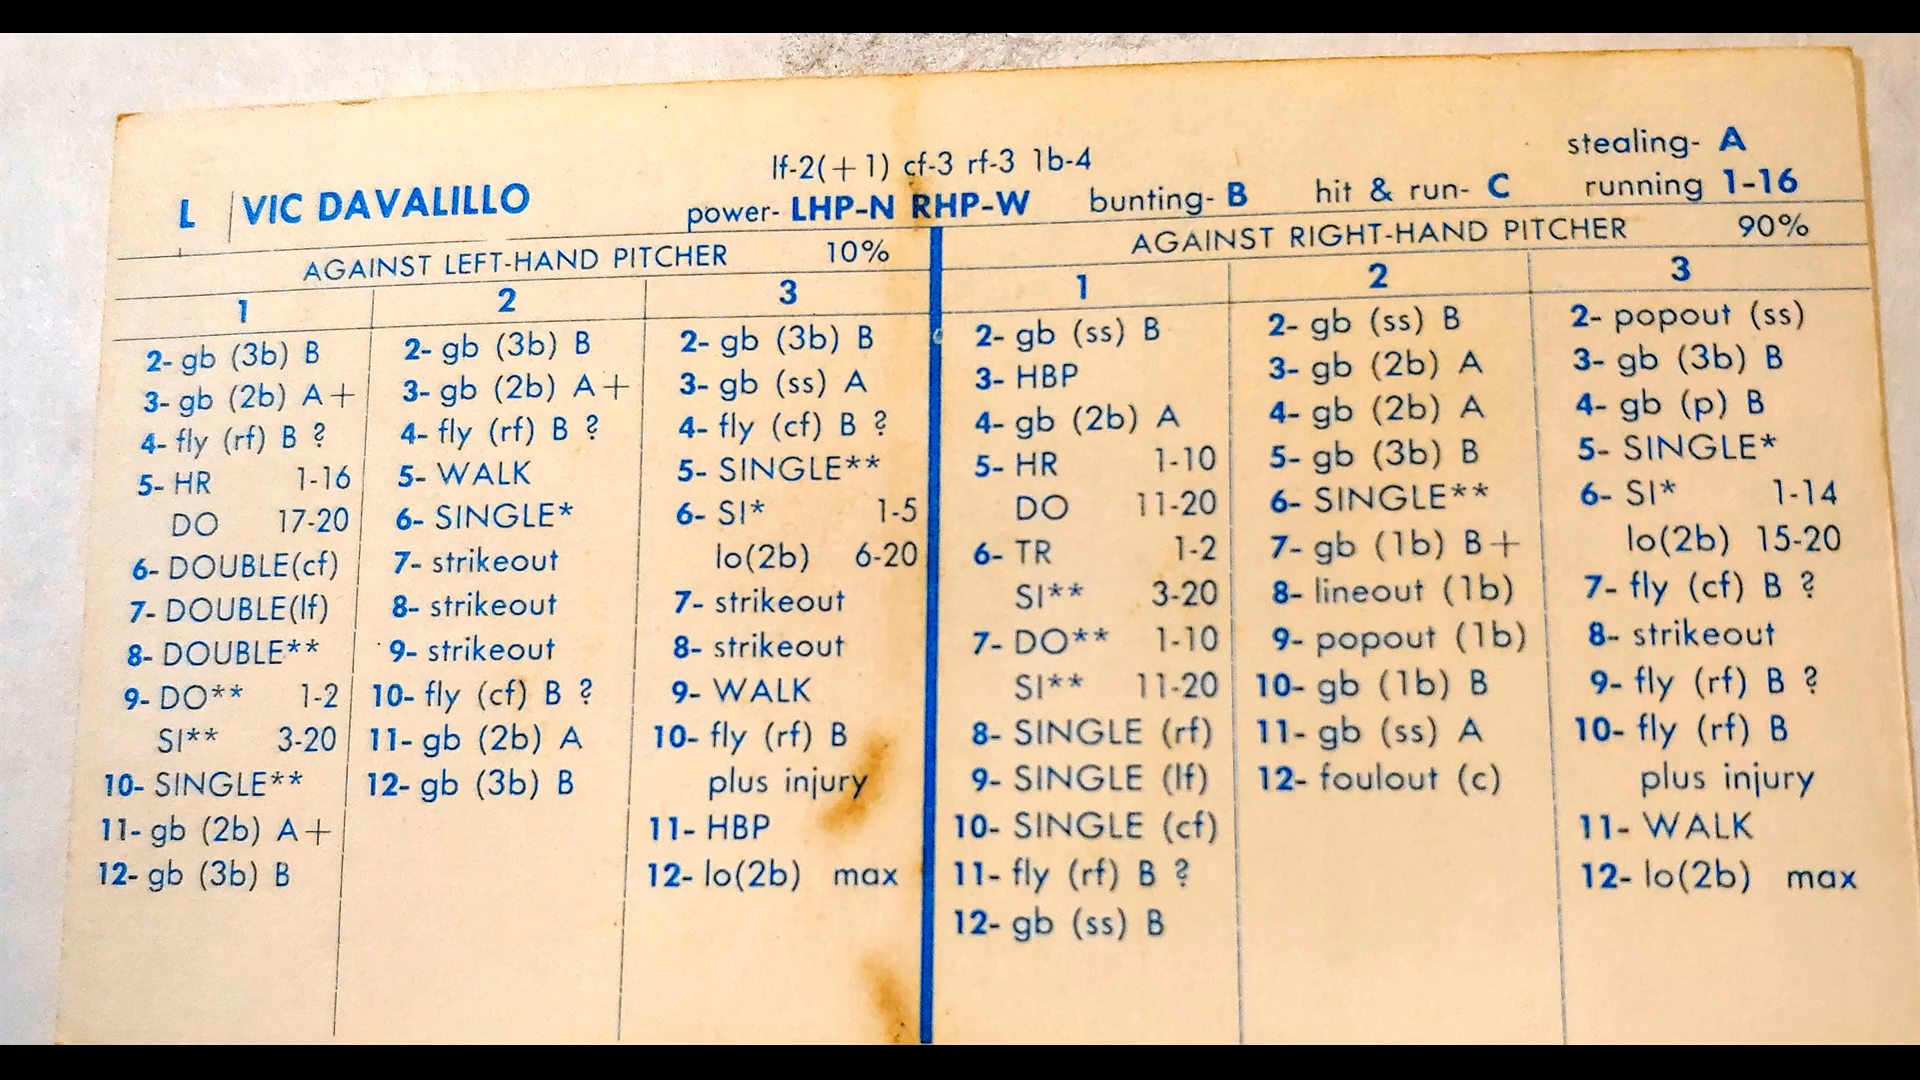 lf-2(+1) cf-3 rf-3 1b-4 stealing- A
L VIC DAVALILLO power- LHP-N RHP-W bunting- B hit & run- C running 1-16
AGAINST LEFT-HAND PITCHER 10%
1
2- gb (3b) B
3- gb (2b) A+
4- fly (rf) B ?
5- HR 1-16
DO 17-20
6- DOUBLE(cf)
7- DOUBLE(lf)
8- DOUBLE**
9- DO** 1-2
SI** 3-20
10- SINGLE**
11- gb (2b) A+
12- gb (3b) B
2
2- gb (3b) B
3- gb (2b) A+
4- fly (rf) B ?
5- WALK
6- SINGLE*
7- strikeout
8- strikeout
9- strikeout
10- fly (cf) B ?
11- gb (2b) A
12- gb (3b) B
3
2- gb (3b) B
3- gb (ss) A
4- fly (cf) B ?
5- SINGLE**
6- SI* 1-5
lo(2b) 6-20
7- strikeout
8- strikeout
9- WALK
10- fly (rf) B
plus injury
11- HBP
12- lo(2b) max
AGAINST RIGHT-HAND PITCHER 90%
1
2- gb (ss) B
3- HBP
4- gb (2b) A
5- HR 1-10
DO 11-20
6- TR 1-2
SI** 3-20
7- DO** 1-10
SI** 11-20
8- SINGLE (rf)
9- SINGLE (lf)
10- SINGLE (cf)
11- fly (rf) B ?
12- gb (ss) B
2
2- gb (ss) B
3- gb (2b) A
4- gb (2b) A
5- gb (3b) B
6- SINGLE**
7- gb (1b) B+
8- lineout (1b)
9- popout (1b)
10- gb (1b) B
11- gb (ss) A
12- foulout (c)
3
2- popout (ss)
3- gb (3b) B
4- gb (p) B
5- SINGLE*
6- SI* 1-14
lo(2b) 15-20
7- fly (cf) B ?
8- strikeout
9- fly (rf) B ?
10- fly (rf) B
plus injury
11- WALK
12- lo(2b) max